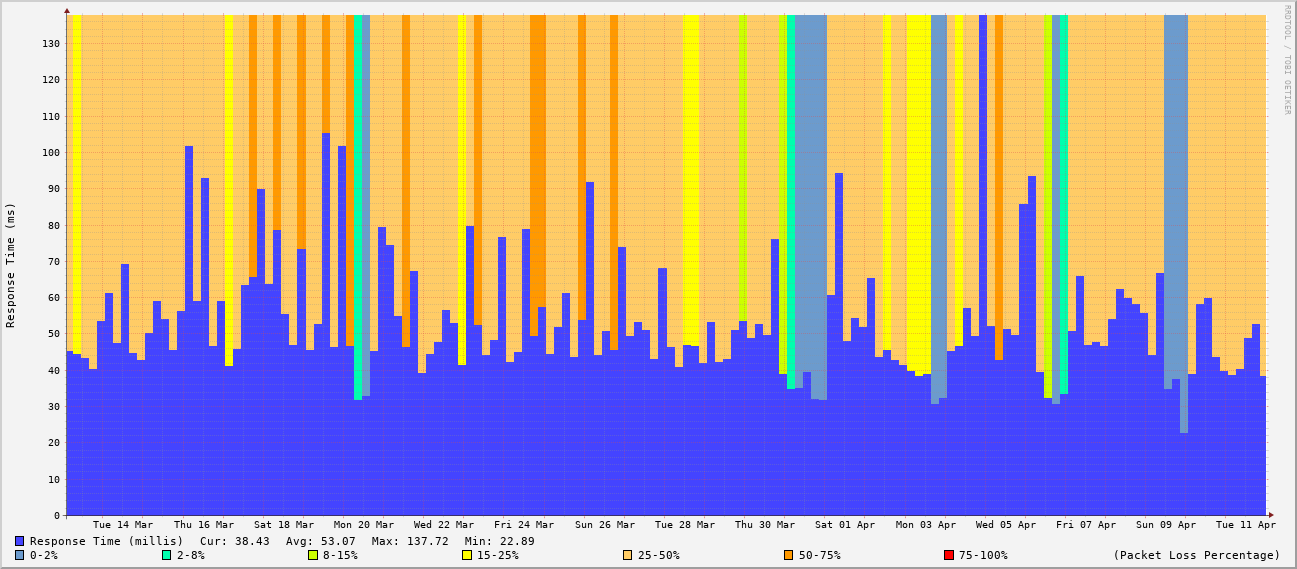 RRDTOOL / TOBI OETIKER
Response Time (ms)
130
120
110
100
90
80
70
60
50
40
30
20
10
0
Tue 14 Mar Thu 16 Mar Sat 18 Mar Mon 20 Mar Wed 22 Mar Fri 24 Mar Sun 26 Mar Tue 28 Mar Thu 30 Mar Sat 01 Apr Mon 03 Apr Wed 05 Apr Fri 07 Apr Sun 09 Apr Tue 11 Apr
Response Time (millis) Cur: 38.43 Avg: 53.07 Max: 137.72 Min: 22.89
0-2% 2-8% 8-15% 15-25% 25-50% 50-75% 75-100% (Packet Loss Percentage)